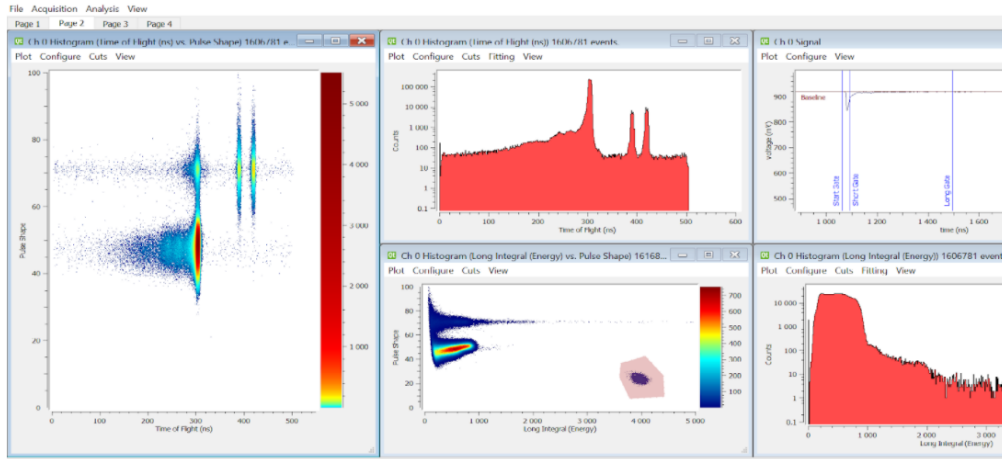 File Acquisition Analysis View
Page 1 Page 2 Page 3 Page 4
Ch 0 Histogram (Time of Flight (ns) vs. Pulse Shape) 1606781 e...
Plot Configure Cuts View
100
80
60
40
20
0
Pulse Shape
0 100 200 300 400 500
Time of Flight (ns)
5 000
4 000
3 000
2 000
1 000
Ch 0 Histogram (Time of Flight (ns)) 1606781 events
Plot Configure Cuts Fitting View
100 000
10 000
1 000
100
10
1
0.1
Counts
0 100 200 300 400 500 600
Time of Flight (ns)
Ch 0 Signal
Plot Configure Cuts View
Baseline
900
800
700
600
500
voltage (mV)
Start Gate
Short Gate
Long Gate
1 000 1 200 1 400 1 600
time (ns)
Ch 0 Histogram (Long Integral (Energy) vs. Pulse Shape) 16168...
Plot Configure Cuts View
100
80
60
40
20
0
Pulse Shape
0 1 000 2 000 3 000 4 000 5 000
Long Integral (Energy)
700
600
500
400
300
200
100
Ch 0 Histogram (Long Integral (Energy)) 1606781 event
Plot Configure Cuts Fitting View
10 000
1 000
100
10
1
0.1
Counts
0 1 000 2 000 3 000
Long Integral (Energy)